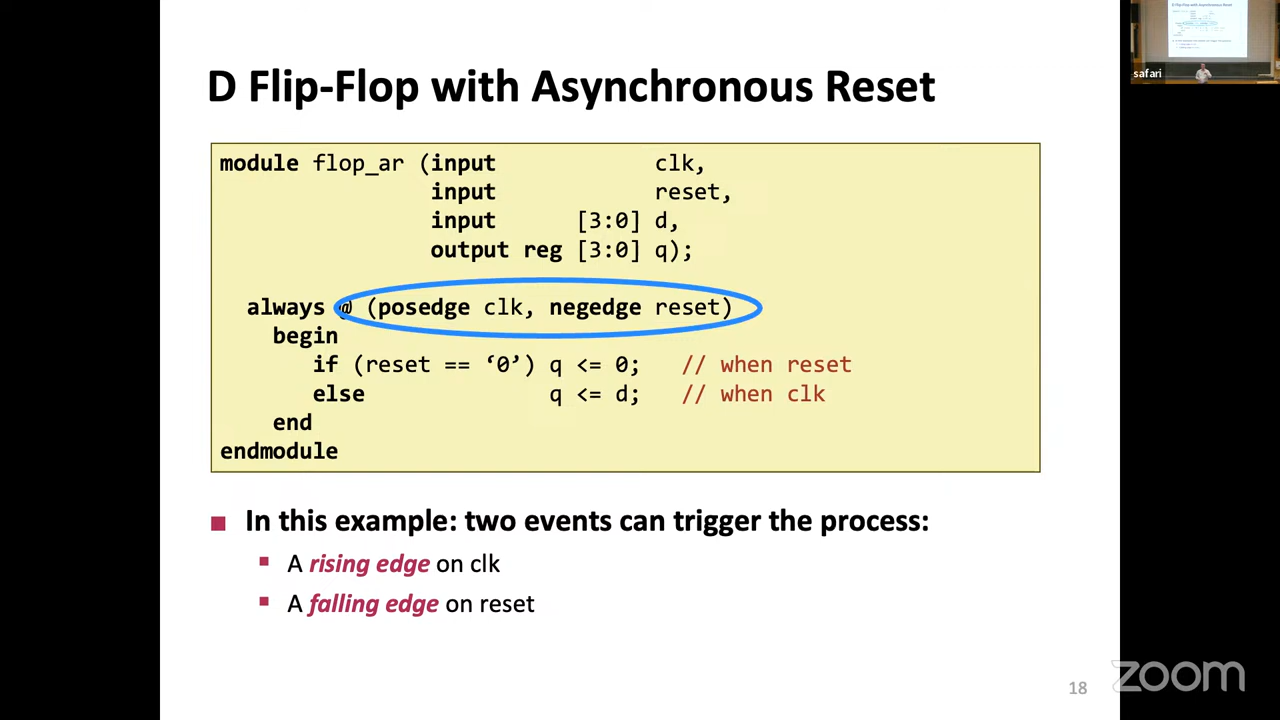 D Flip-Flop with Asynchronous Reset
safari
module flop_ar (input clk,
input reset,
input [3:0] d,
output reg [3:0] q);
always @ (posedge clk, negedge reset)
begin
if (reset == ‘0’) q <= 0; // when reset
else q <= d; // when clk
end
endmodule
In this example: two events can trigger the process:
A rising edge on clk
A falling edge on reset
18
zoom